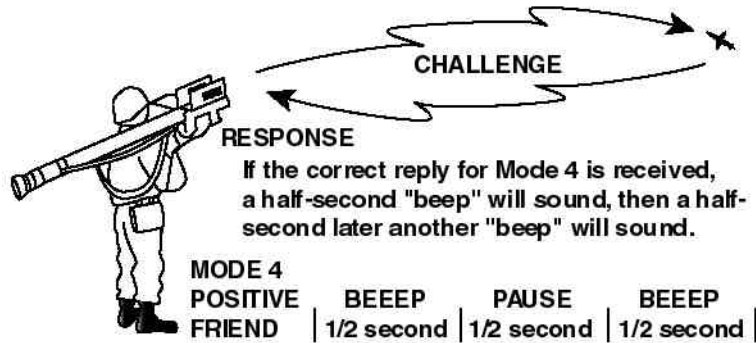 CHALLENGE
RESPONSE
If the correct reply for Mode 4 is received,
a half-second "beep" will sound, then a half-
second later another "beep" will sound.
MODE 4
POSITIVE BEEEP PAUSE BEEEP
FRIEND | 1/2 second | 1/2 second | 1/2 second |